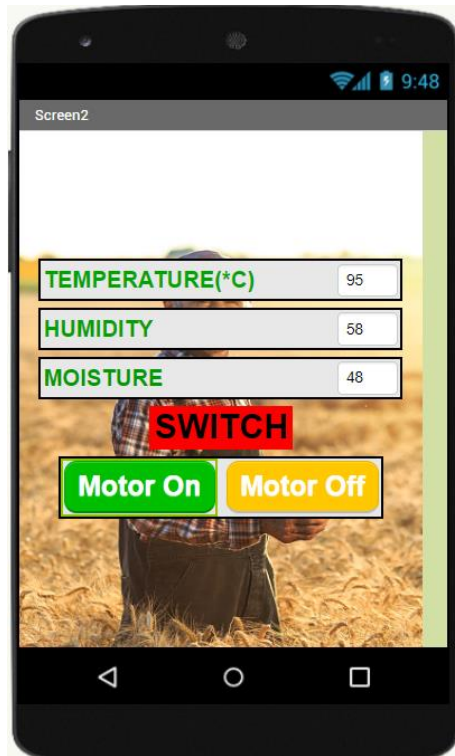 9:48
Screen2
TEMPERATURE(*C) 95
HUMIDITY 58
MOISTURE 48
SWITCH
Motor On Motor Off